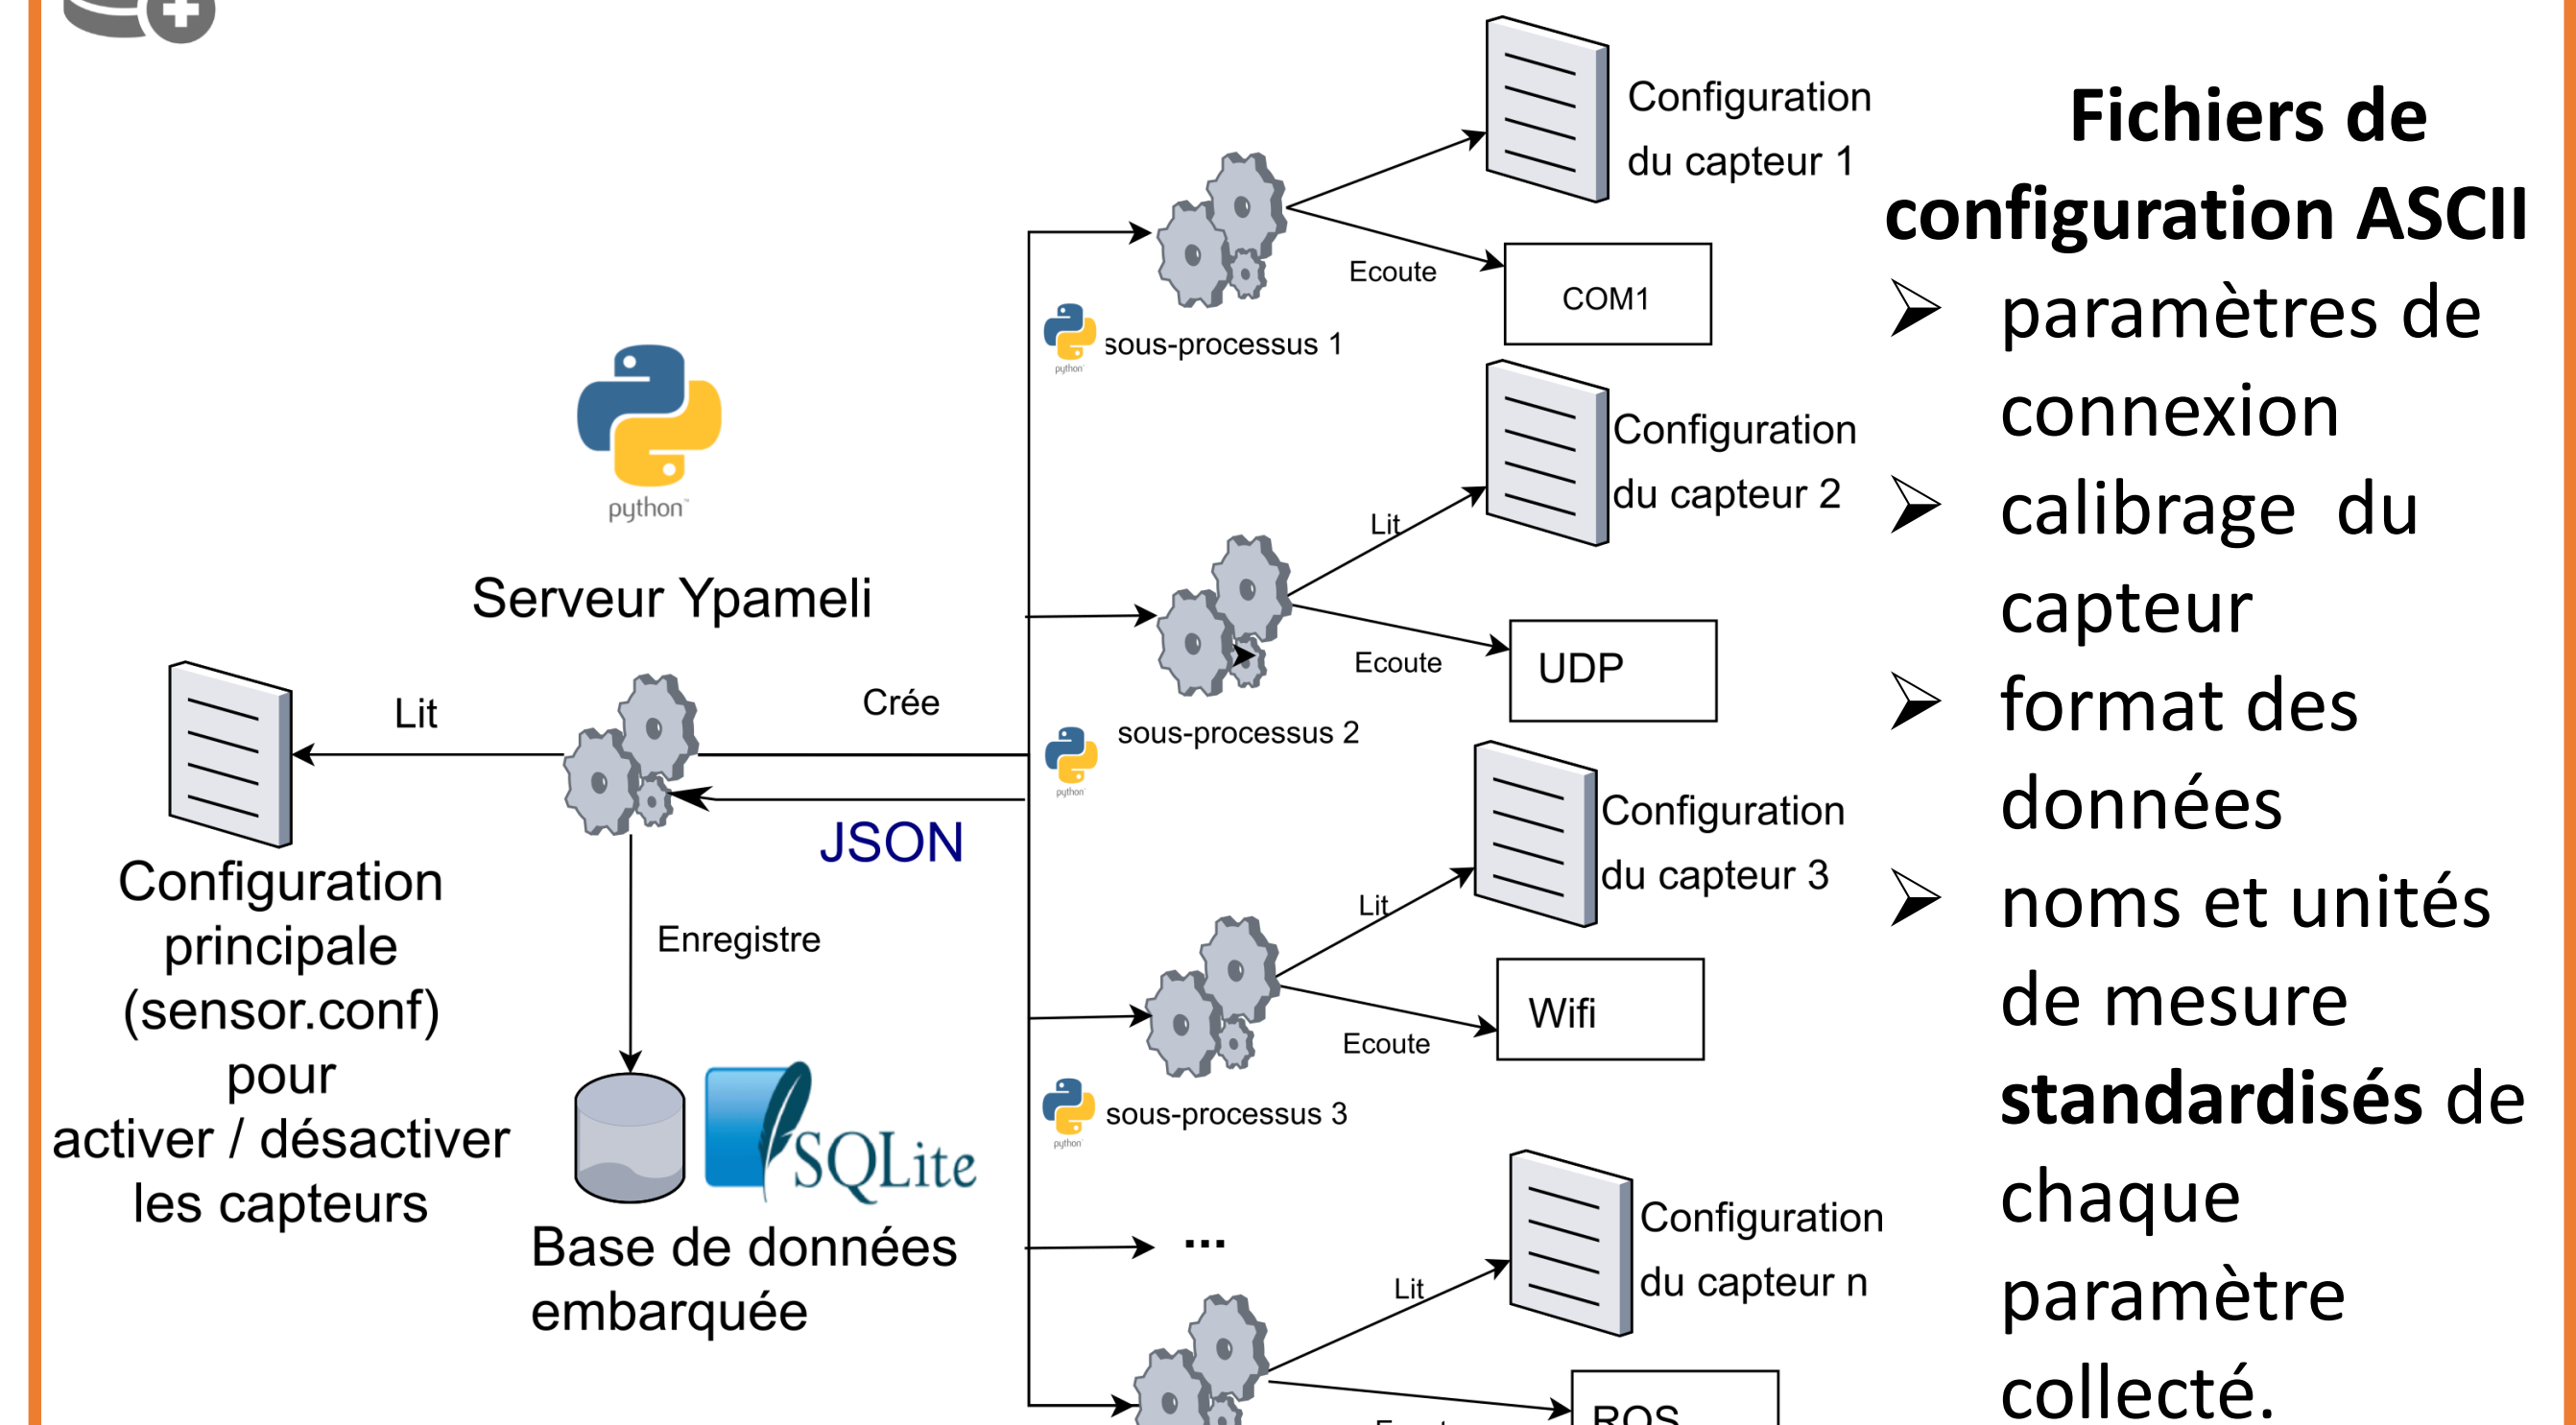 Configuration
du capteur 1
Ecoute
COM1
python
sous-processus 1
Configuration
du capteur 2
Lit
Ecoute
UDP
python
sous-processus 2
python™
Serveur Ypameli
Lit
Crée
JSON
Enregistre
Configuration
principale
(sensor.conf)
pour
activer / désactiver
les capteurs
SQLite
Base de données
embarquée
Configuration
du capteur 3
Lit
Ecoute
Wifi
python
sous-processus 3
...
Configuration
du capteur n
Lit
ROS
Fichiers de
configuration ASCII
➢ paramètres de
connexion
➢ calibrage du
capteur
➢ format des
données
➢ noms et unités
de mesure
standardisés de
chaque
paramètre
collecté.